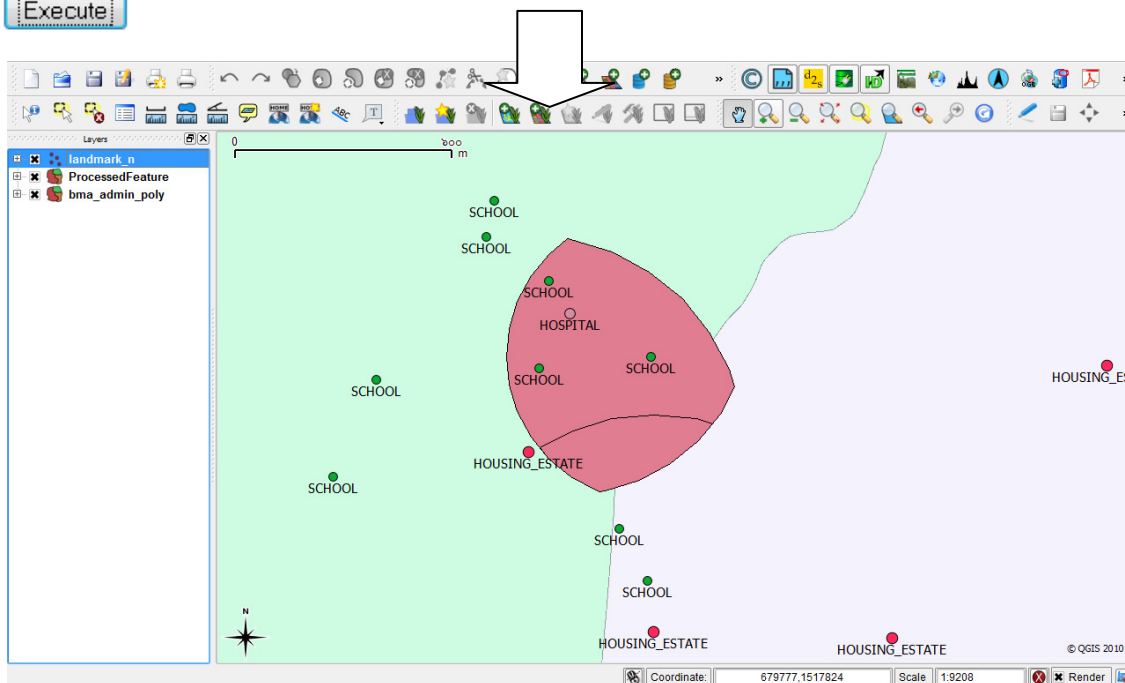 Execute
Layers
landmark_n
ProcessedFeature
bma_admin_poly
0
m
SCHOOL
SCHOOL
SCHOOL
HOSPITAL
SCHOOL
SCHOOL
SCHOOL
HOUSING_ES
HOUSING_ESTATE
SCHOOL
SCHOOL
SCHOOL
N
HOUSING_ESTATE
HOUSING_ESTATE
© QGIS 2010
Coordinate: 679777,1517824 Scale 1:9208 Render